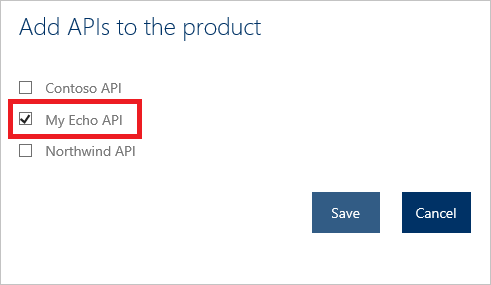 Add APIs to the product
Contoso API
My Echo API
Northwind API
Save Cancel